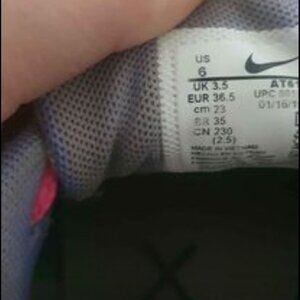 US
6
UK 3.5
EUR 36.5
cm 23
BR 35
CN 230
(2.5)
MADE IN VIETNAM
AT6
UPC
01/16/1